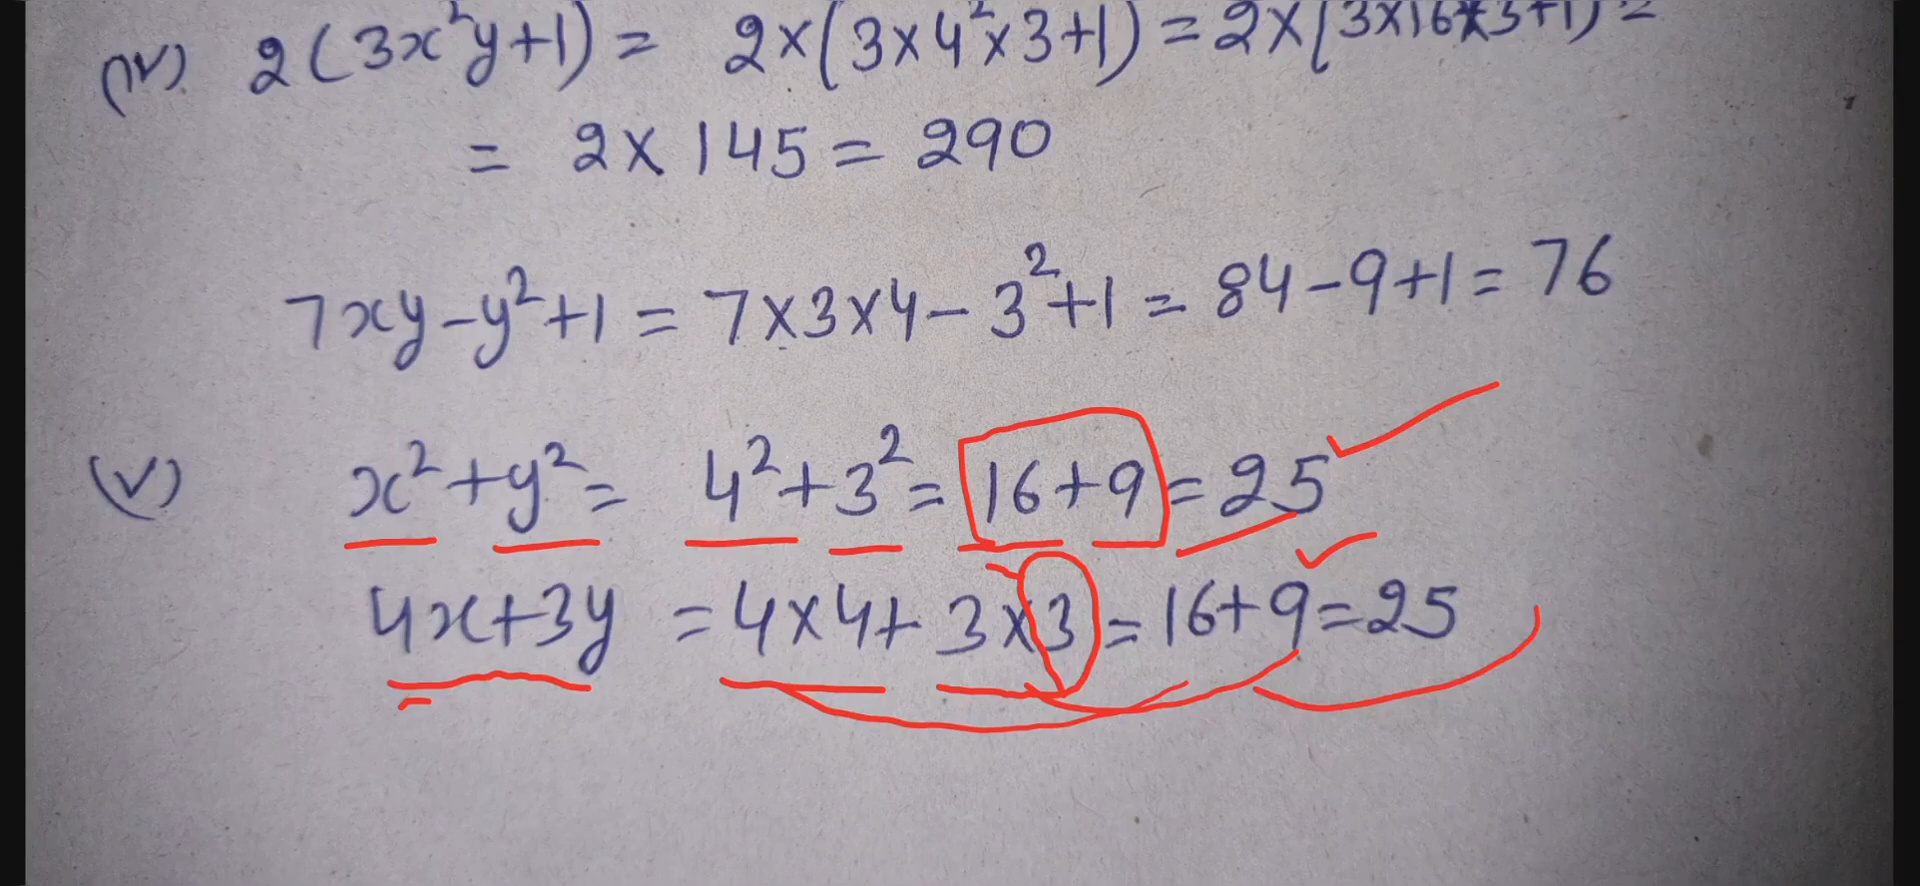 (iv) 2(3x²y+1) = 2×(3×4²×3+1) = 2×(3×16×3+1) =
= 2×145 = 290
7xy-y²+1 = 7×3×4-3²+1 = 84-9+1 = 76
(v) x²+y² = 4²+3² = 16+9 = 25
4x+3y = 4×4+3×3 = 16+9 = 25